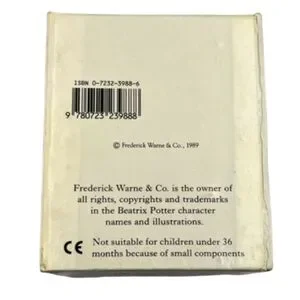 ISBN 0-7232-3988-6
9 780723 239888
© Frederick Warne & Co., 1989
Frederick Warne & Co. is the owner of
all rights, copyrights and trademarks
in the Beatrix Potter character
names and illustrations.
CE Not suitable for children under 36
months because of small components